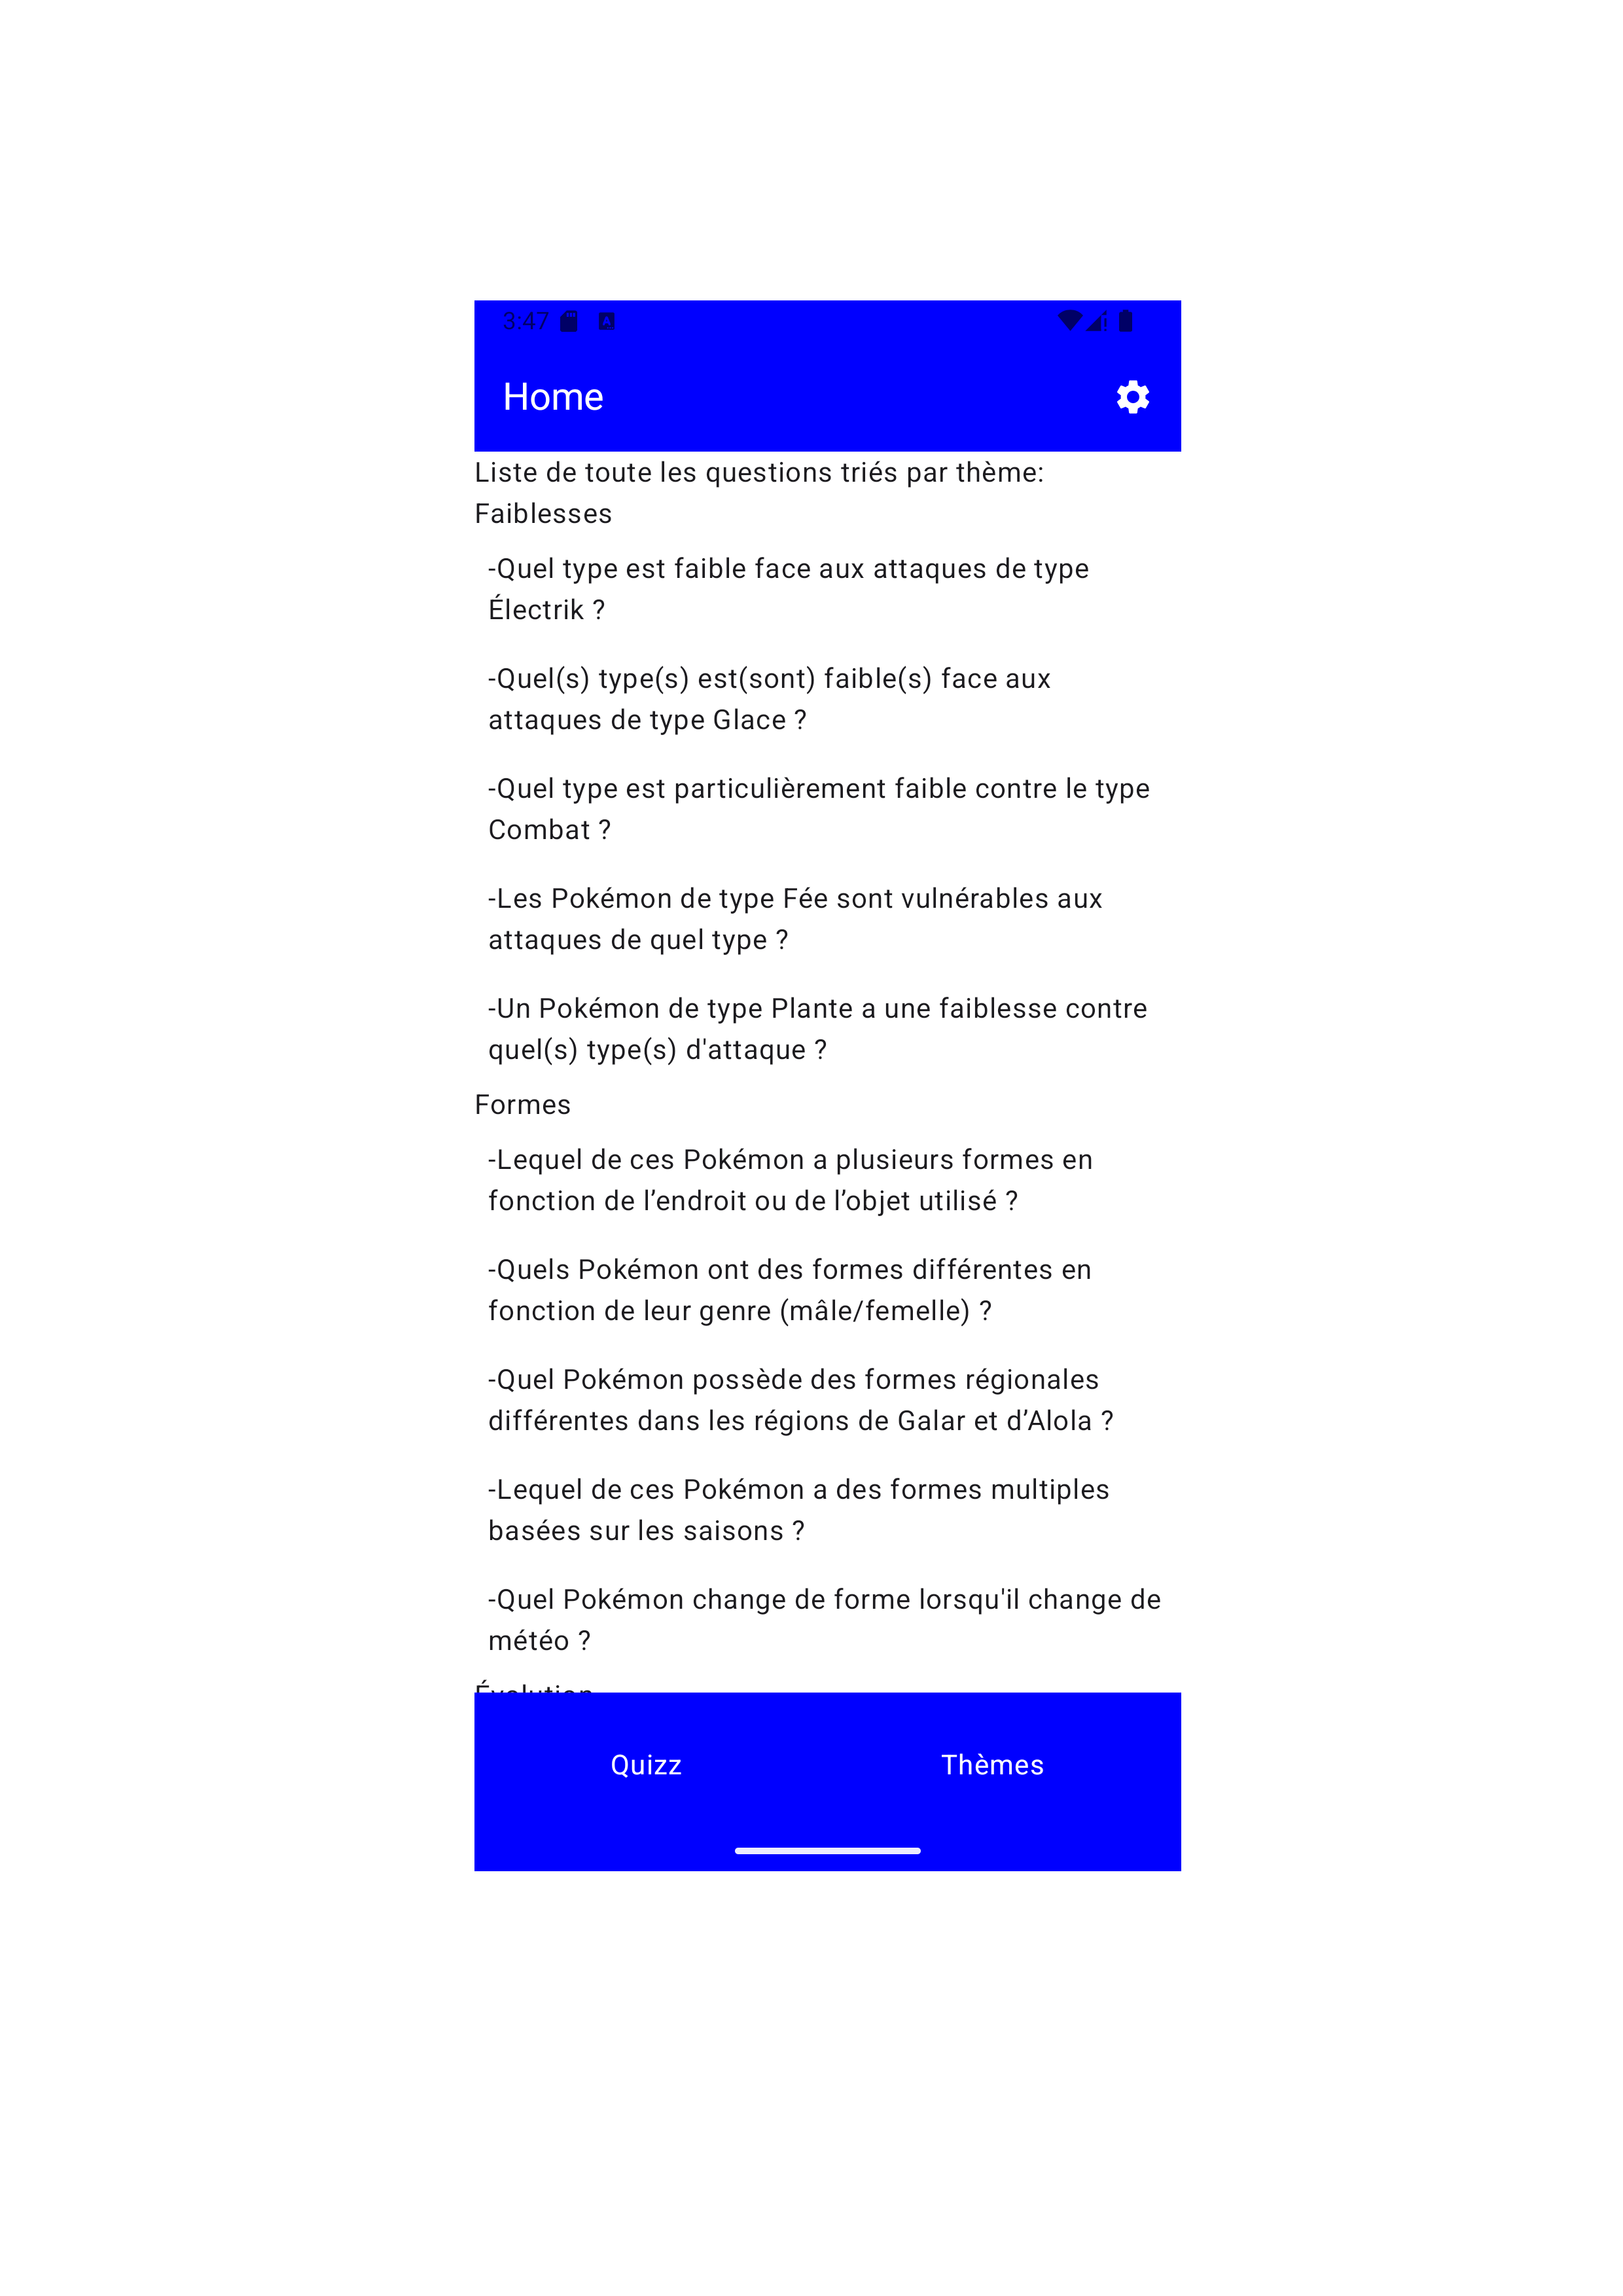 3:47
Home
Liste de toute les questions triés par thème:
Faiblesses
-Quel type est faible face aux attaques de type
Électrik ?
-Quel(s) type(s) est(sont) faible(s) face aux
attaques de type Glace ?
-Quel type est particulièrement faible contre le type
Combat ?
-Les Pokémon de type Fée sont vulnérables aux
attaques de quel type ?
-Un Pokémon de type Plante a une faiblesse contre
quel(s) type(s) d'attaque ?
Formes
-Lequel de ces Pokémon a plusieurs formes en
fonction de l’endroit ou de l’objet utilisé ?
-Quels Pokémon ont des formes différentes en
fonction de leur genre (mâle/femelle) ?
-Quel Pokémon possède des formes régionales
différentes dans les régions de Galar et d’Alola ?
-Lequel de ces Pokémon a des formes multiples
basées sur les saisons ?
-Quel Pokémon change de forme lorsqu'il change de
météo ?
Évolution
Quizz
Thèmes